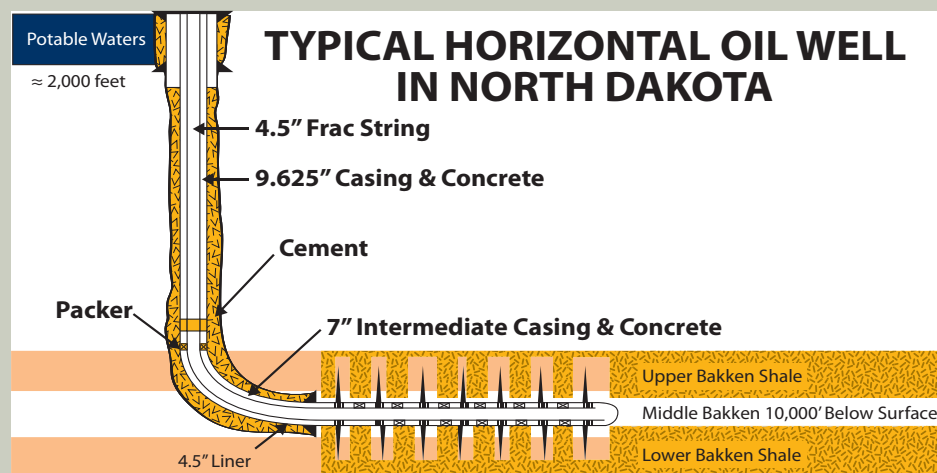 TYPICAL HORIZONTAL OIL WELL
IN NORTH DAKOTA
Potable Waters
≈ 2,000 feet
4.5” Frac String
9.625” Casing & Concrete
Cement
Packer
7” Intermediate Casing & Concrete
Upper Bakken Shale
Middle Bakken 10,000’ Below Surface
Lower Bakken Shale
4.5” Liner